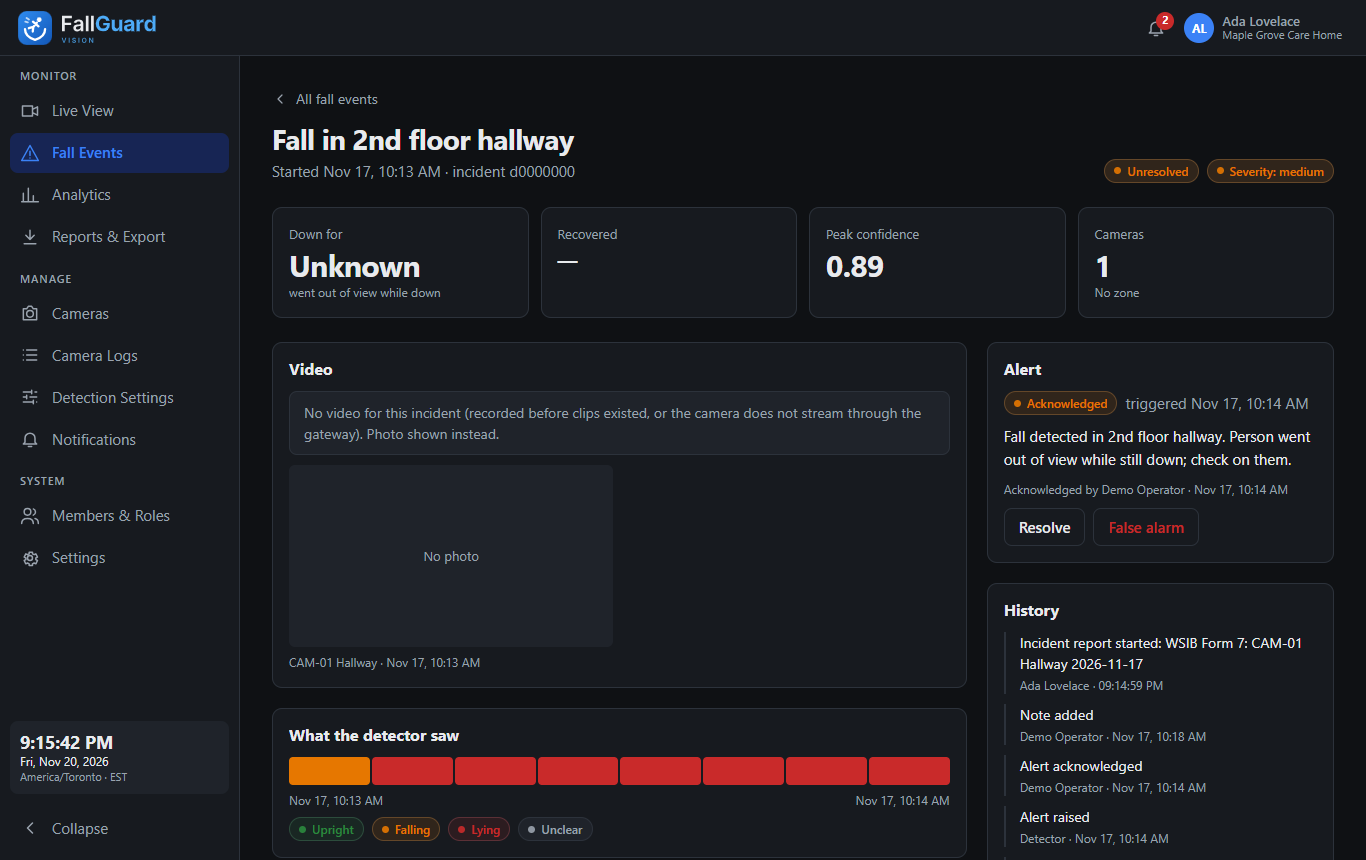 FallGuard
VISION
2
AL
Ada Lovelace
Maple Grove Care Home
MONITOR
Live View
Fall Events
Analytics
Reports & Export
MANAGE
Cameras
Camera Logs
Detection Settings
Notifications
SYSTEM
Members & Roles
Settings
9:15:42 PM
Fri, Nov 20, 2026
America/Toronto · EST
Collapse
All fall events
Fall in 2nd floor hallway
Started Nov 17, 10:13 AM · incident d0000000
Unresolved
Severity: medium
Down for
Unknown
went out of view while down
Recovered
—
Peak confidence
0.89
Cameras
1
No zone
Video
No video for this incident (recorded before clips existed, or the camera does not stream through the
gateway). Photo shown instead.
No photo
CAM-01 Hallway · Nov 17, 10:13 AM
What the detector saw
Nov 17, 10:13 AM
Nov 17, 10:14 AM
Upright
Falling
Lying
Unclear
Alert
Acknowledged
triggered Nov 17, 10:14 AM
Fall detected in 2nd floor hallway. Person went
out of view while still down; check on them.
Acknowledged by Demo Operator · Nov 17, 10:14 AM
Resolve
False alarm
History
Incident report started: WSIB Form 7: CAM-01
Hallway 2026-11-17
Ada Lovelace · 09:14:59 PM
Note added
Demo Operator · Nov 17, 10:18 AM
Alert acknowledged
Demo Operator · Nov 17, 10:14 AM
Alert raised
Detector · Nov 17, 10:14 AM